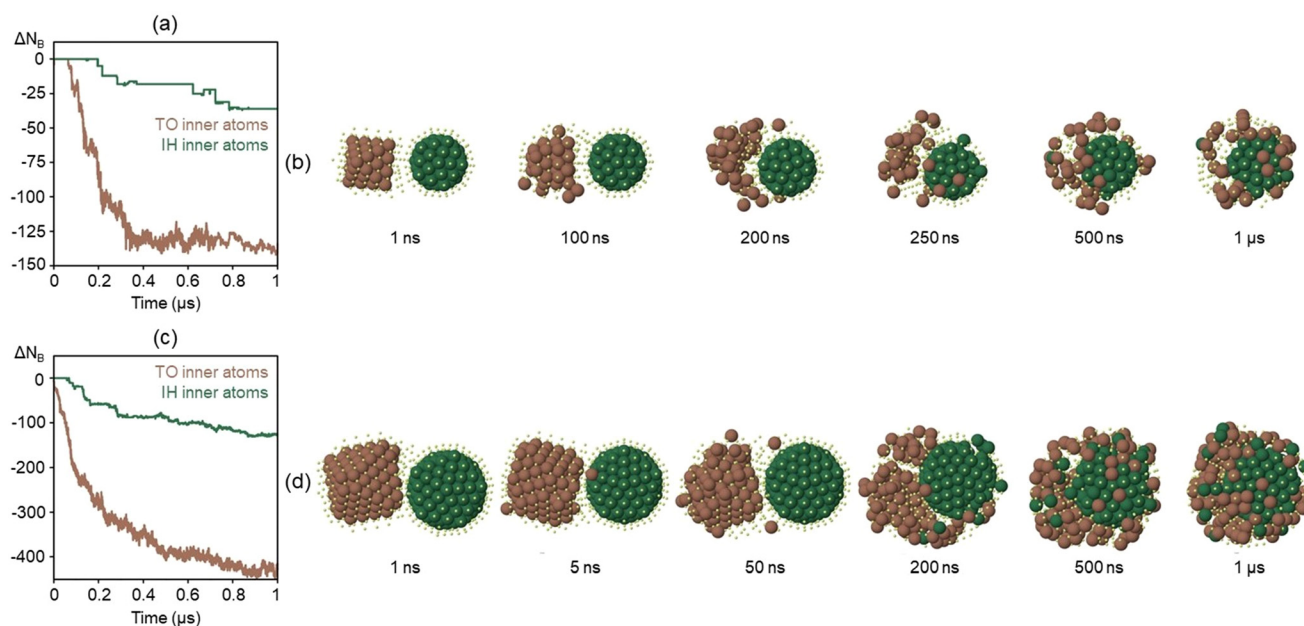 (a)
ΔN_B
0
-25
-50
-75
-100
-125
-150
TO inner atoms
IH inner atoms
0 0.2 0.4 0.6 0.8 1
Time (µs)
(b)
1 ns 100 ns 200 ns 250 ns 500 ns 1 µs
(c)
ΔN_B
0
-100
-200
-300
-400
TO inner atoms
IH inner atoms
0 0.2 0.4 0.6 0.8 1
Time (µs)
(d)
1 ns 5 ns 50 ns 200 ns 500 ns 1 µs